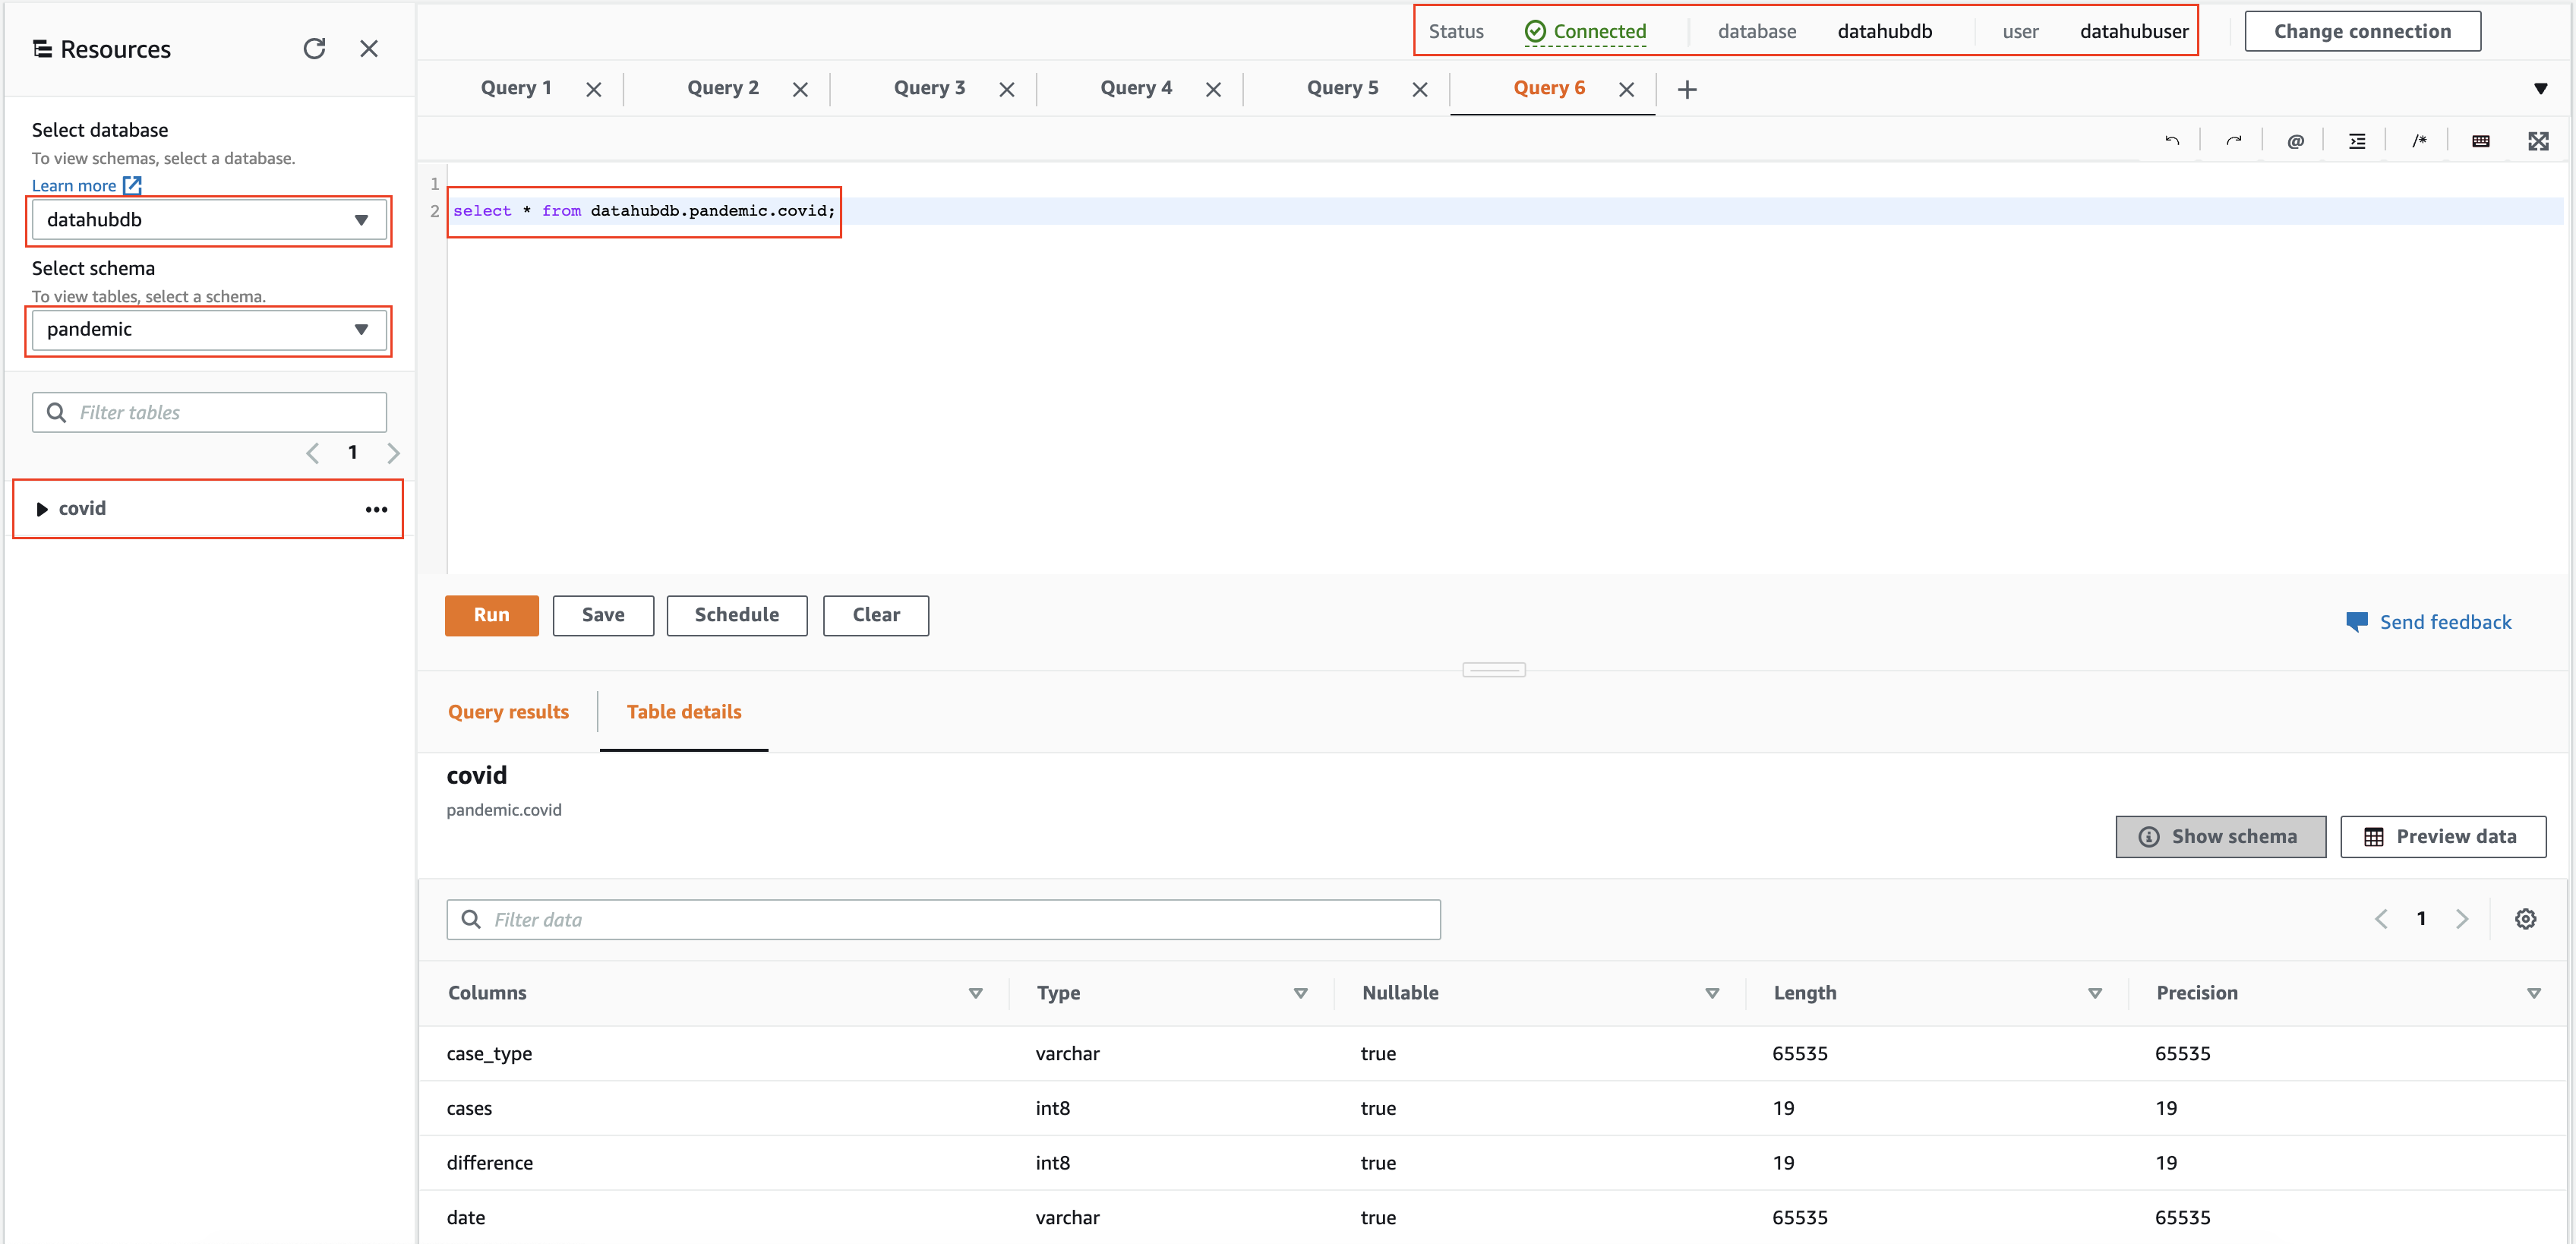 Resources
Status Connected database datahubdb user datahubuser Change connection
Query 1 Query 2 Query 3 Query 4 Query 5 Query 6
Select database
To view schemas, select a database.
Learn more
datahubdb
Select schema
To view tables, select a schema.
pandemic
Filter tables
1
covid
@ /*
1
2 select * from datahubdb.pandemic.covid;
Run Save Schedule Clear
Send feedback
Query results Table details
covid
pandemic.covid
Show schema Preview data
Filter data
1
Columns Type Nullable Length Precision
case_type varchar true 65535 65535
cases int8 true 19 19
difference int8 true 19 19
date varchar true 65535 65535